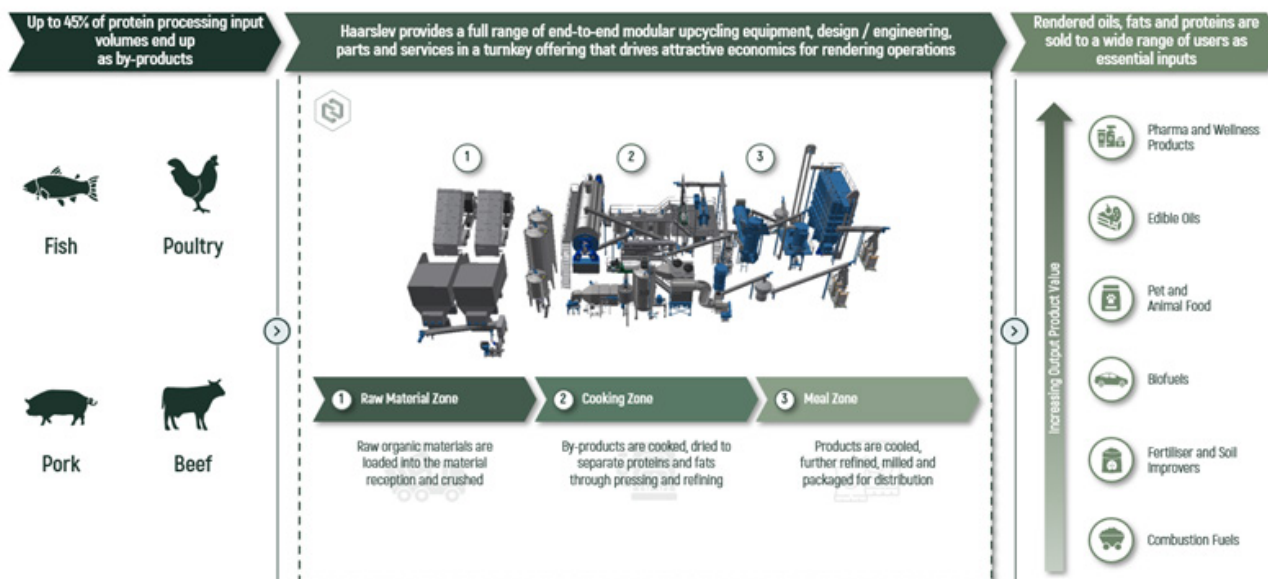 Up to 45% of protein processing input
volumes end up
as by-products
Haarslev provides a full range of end-to-end modular upcycling equipment, design / engineering,
parts and services in a turnkey offering that drives attractive economics for rendering operations
Rendered oils, fats and proteins are
sold to a wide range of users as
essential inputs
Fish
Poultry
Pork
Beef
1
2
3
1 Raw Material Zone
2 Cooking Zone
3 Meal Zone
Raw organic materials are
loaded into the material
reception and crushed
By-products are cooked, dried to
separate proteins and fats
through pressing and refining
Products are cooled,
further refined, milled and
packaged for distribution
Increasing Output Product Value
Pharma and Wellness
Products
Edible Oils
Pet and
Animal Food
Biofuels
Fertiliser and Soil
Improvers
Combustion Fuels